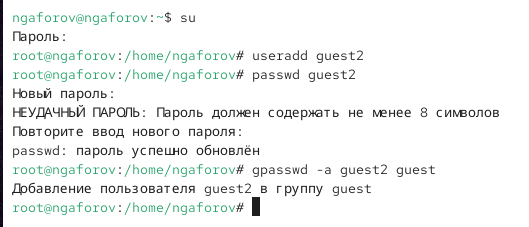 ngaforov@ngaforov:~$ su
Пароль:
root@ngaforov:/home/ngaforov# useradd guest2
root@ngaforov:/home/ngaforov# passwd guest2
Новый пароль:
НЕУДАЧНЫЙ ПАРОЛЬ: Пароль должен содержать не менее 8 символов
Повторите ввод нового пароля:
passwd: пароль успешно обновлён
root@ngaforov:/home/ngaforov# gpasswd -a guest2 guest
Добавление пользователя guest2 в группу guest
root@ngaforov:/home/ngaforov#